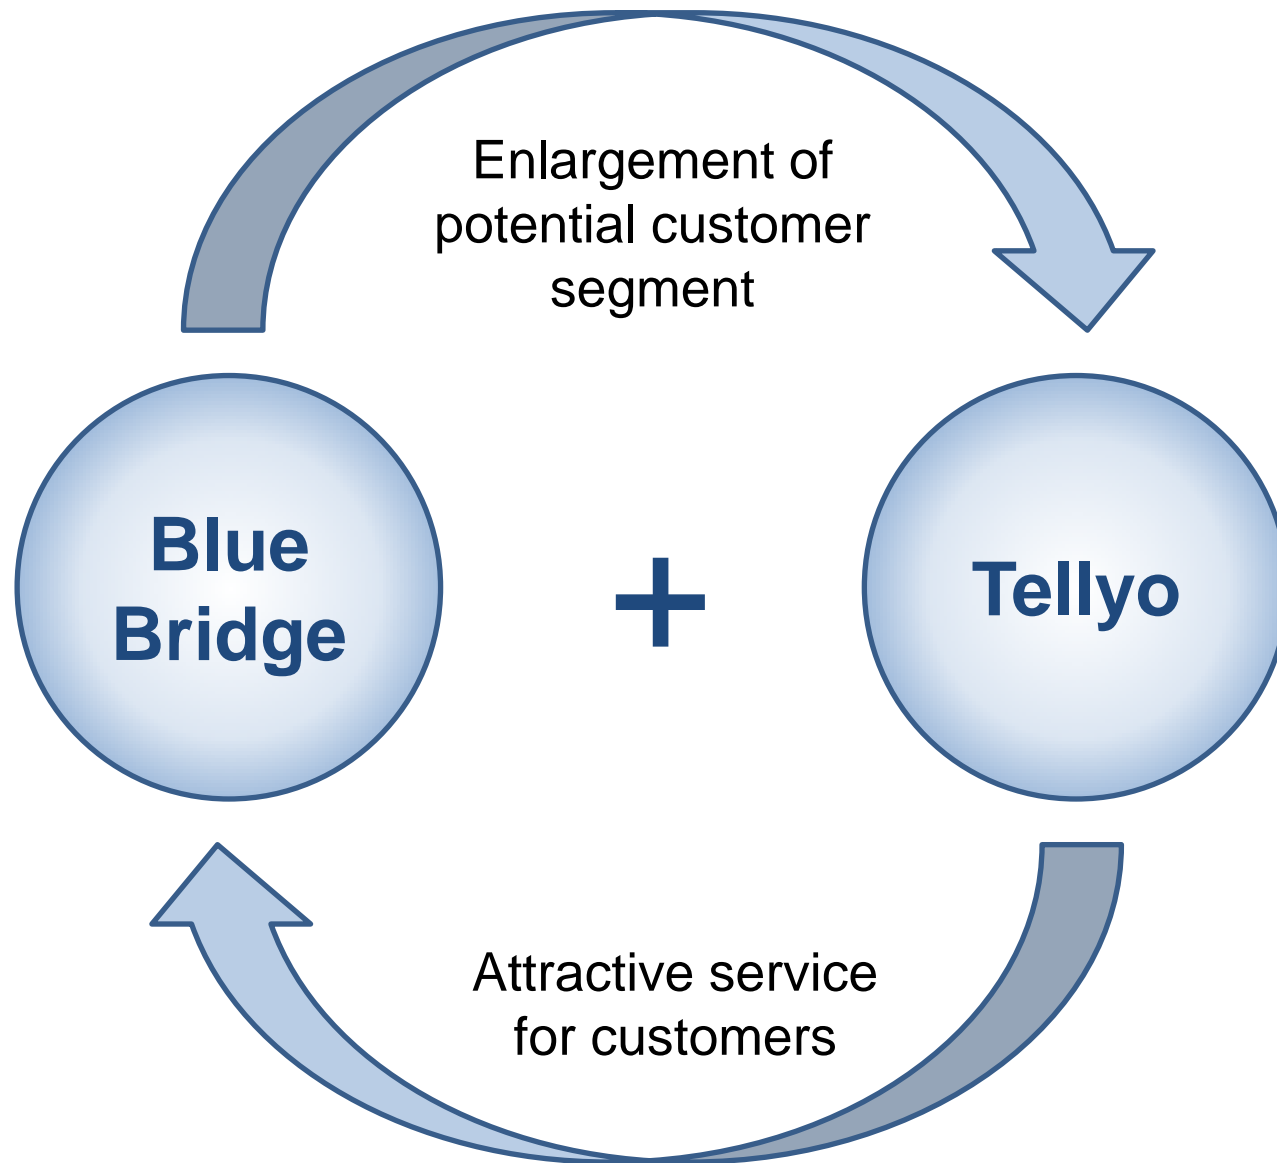 Enlargement of
potential customer
segment
Blue
Bridge
+
Tellyo
Attractive service
for customers